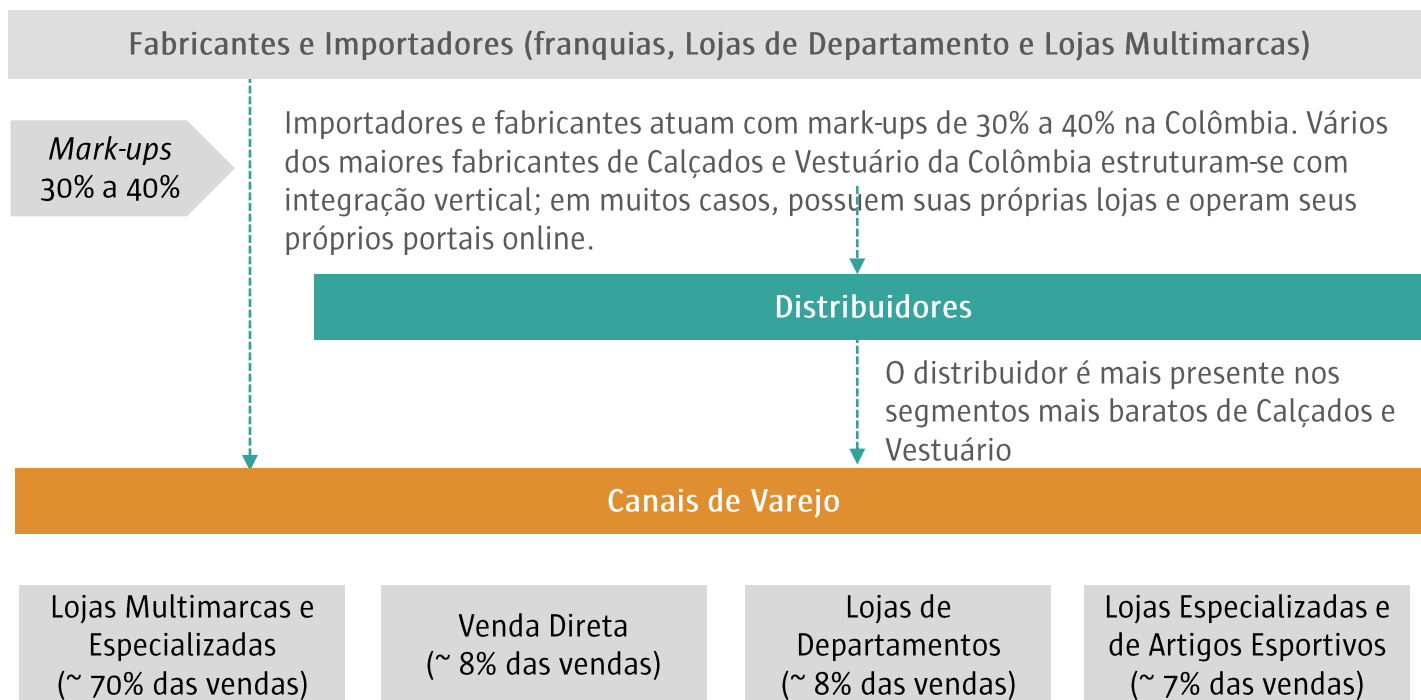 Fabricantes e Importadores (franquias, Lojas de Departamento e Lojas Multimarcas)
Mark-ups
30% a 40%
Importadores e fabricantes atuam com mark-ups de 30% a 40% na Colômbia. Vários
dos maiores fabricantes de Calçados e Vestuário da Colômbia estruturam-se com
integração vertical; em muitos casos, possuem suas próprias lojas e operam seus
próprios portais online.
Distribuidores
O distribuidor é mais presente nos
segmentos mais baratos de Calçados e
Vestuário
Canais de Varejo
Lojas Multimarcas e
Especializadas
(~ 70% das vendas)
Venda Direta
(~ 8% das vendas)
Lojas de
Departamentos
(~ 8% das vendas)
Lojas Especializadas e
de Artigos Esportivos
(~ 7% das vendas)